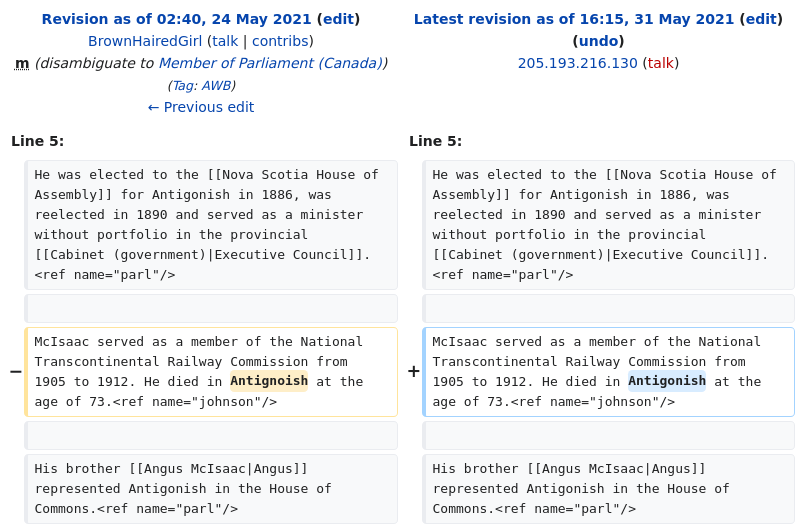 Revision as of 02:40, 24 May 2021 (edit)
BrownHairedGirl (talk | contribs)
m (disambiguate to Member of Parliament (Canada))
(Tag: AWB)
← Previous edit
Latest revision as of 16:15, 31 May 2021 (edit)
(undo)
205.193.216.130 (talk)
Line 5:
He was elected to the [[Nova Scotia House of
Assembly]] for Antigonish in 1886, was
reelected in 1890 and served as a minister
without portfolio in the provincial
[[Cabinet (government)|Executive Council]].
<ref name="parl"/>
− McIsaac served as a member of the National
Transcontinental Railway Commission from
1905 to 1912. He died in Antignoish at the
age of 73.<ref name="johnson"/>
His brother [[Angus McIsaac|Angus]]
represented Antigonish in the House of
Commons.<ref name="parl"/>
Line 5:
He was elected to the [[Nova Scotia House of
Assembly]] for Antigonish in 1886, was
reelected in 1890 and served as a minister
without portfolio in the provincial
[[Cabinet (government)|Executive Council]].
<ref name="parl"/>
+ McIsaac served as a member of the National
Transcontinental Railway Commission from
1905 to 1912. He died in Antigonish at the
age of 73.<ref name="johnson"/>
His brother [[Angus McIsaac|Angus]]
represented Antigonish in the House of
Commons.<ref name="parl"/>